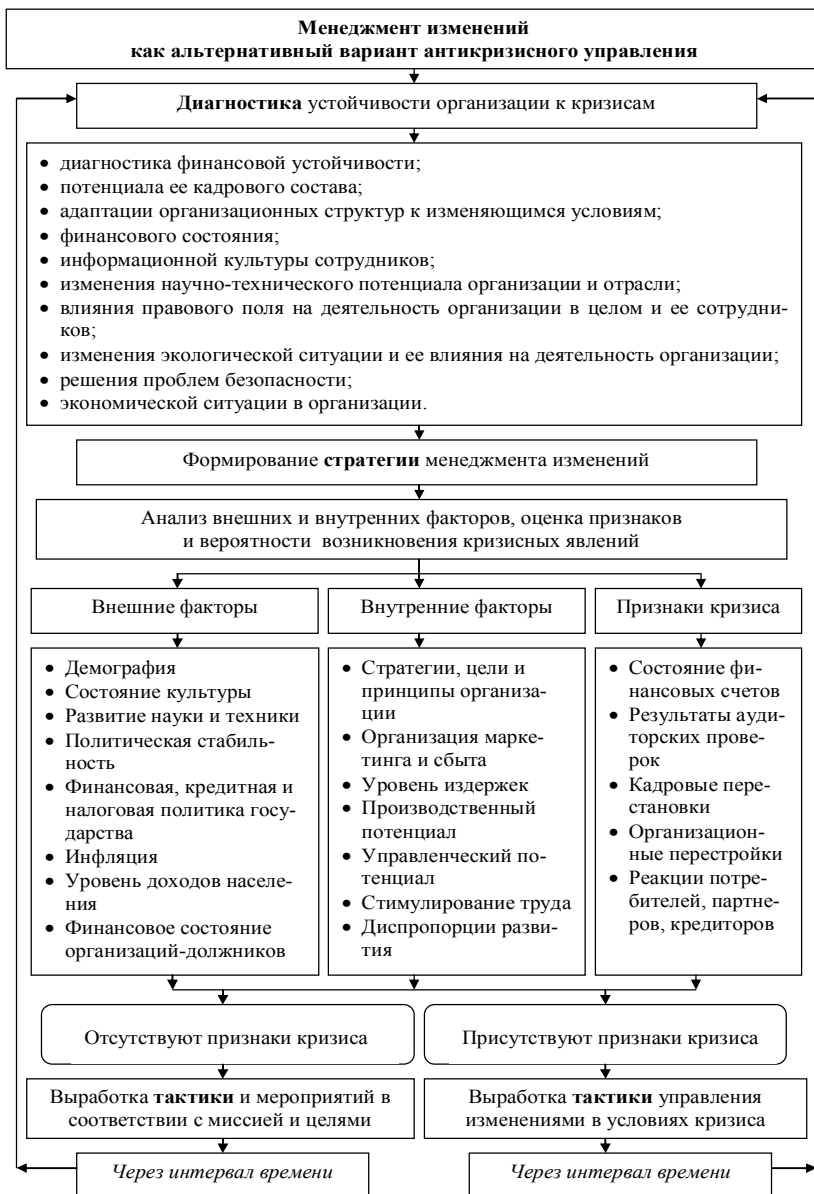 Менеджмент изменений
как альтернативный вариант антикризисного управления
Диагностика устойчивости организации к кризисам
• диагностика финансовой устойчивости;
• потенциала ее кадрового состава;
• адаптации организационных структур к изменяющимся условиям;
• финансового состояния;
• информационной культуры сотрудников;
• изменения научно-технического потенциала организации и отрасли;
• влияния правового поля на деятельность организации в целом и ее сотрудни-
ков;
• изменения экологической ситуации и ее влияния на деятельность организации;
• решения проблем безопасности;
• экономической ситуации в организации.
Формирование стратегии менеджмента изменений
Анализ внешних и внутренних факторов, оценка признаков
и вероятности возникновения кризисных явлений
Внешние факторы
• Демография
• Состояние культуры
• Развитие науки и техники
• Политическая стабиль-
ность
• Финансовая, кредитная и
налоговая политика госу-
дарства
• Инфляция
• Уровень доходов населе-
ния
• Финансовое состояние
организаций-должников
Внутренние факторы
• Стратегии, цели и
принципы организа-
ции
• Организация марке-
тинга и сбыта
• Уровень издержек
• Производственный
потенциал
• Управленческий по-
тенциал
• Стимулирование труда
• Диспропорции разви-
тия
Признаки кризиса
• Состояние фи-
нансовых счетов
• Результаты ауди-
торских прове-
рок
• Кадровые пере-
становки
• Организацион-
ные перестройки
• Реакции потре-
бителей, партне-
ров, кредиторов
Отсутствуют признаки кризиса
Присутствуют признаки кризиса
Выработка тактики и мероприятий в
соответствии с миссией и целями
Выработка тактики управления
изменениями в условиях кризиса
Через интервал времени
Через интервал времени